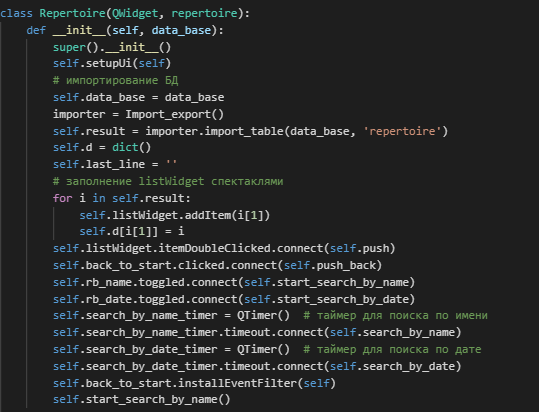 class Repertoire(QWidget, repertoire):
    def __init__(self, data_base):
        super().__init__()
        self.setupUi(self)
        # импортирование БД
        self.data_base = data_base
        importer = Import_export()
        self.result = importer.import_table(data_base, 'repertoire')
        self.d = dict()
        self.last_line = ''
        # заполнение listWidget спектаклями
        for i in self.result:
            self.listWidget.addItem(i[1])
            self.d[i[1]] = i
        self.listWidget.itemDoubleClicked.connect(self.push)
        self.back_to_start.clicked.connect(self.push_back)
        self.rb_name.toggled.connect(self.start_search_by_name)
        self.rb_date.toggled.connect(self.start_search_by_date)
        self.search_by_name_timer = QTimer()  # таймер для поиска по имени
        self.search_by_name_timer.timeout.connect(self.search_by_name)
        self.search_by_date_timer = QTimer()  # таймер для поиска по дате
        self.search_by_date_timer.timeout.connect(self.search_by_date)
        self.back_to_start.installEventFilter(self)
        self.start_search_by_name()